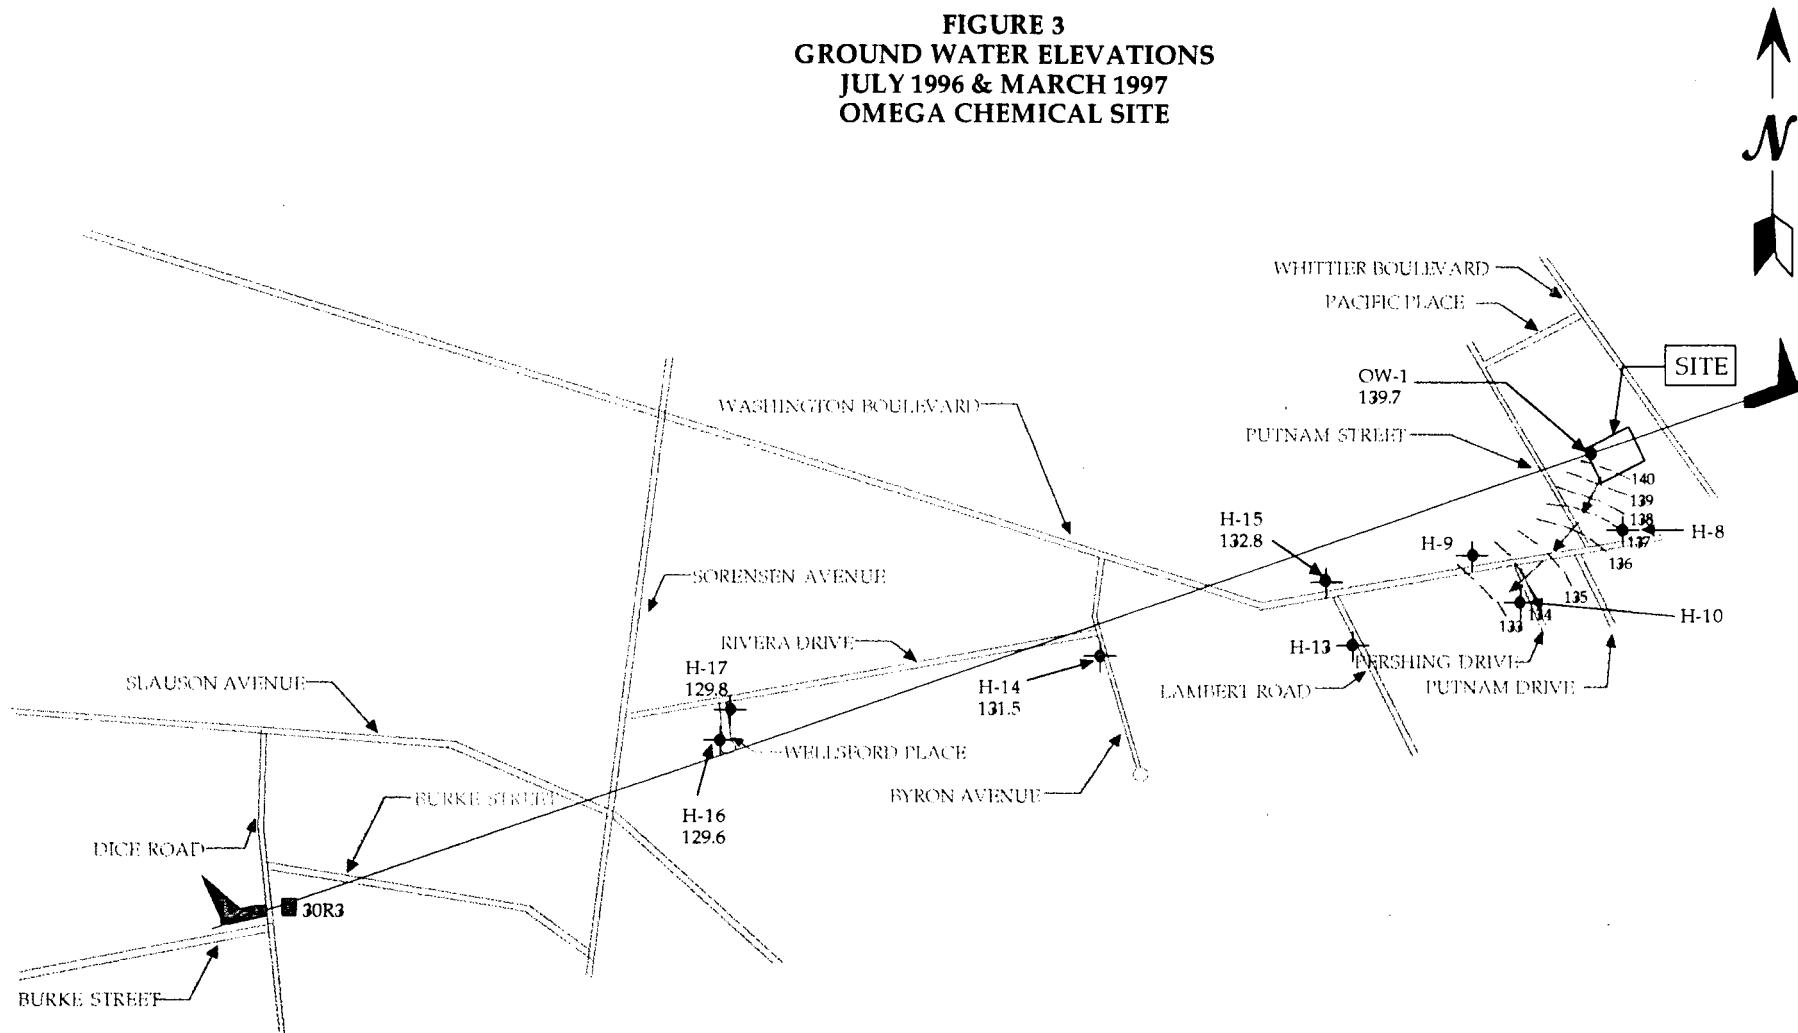 FIGURE 3
GROUND WATER ELEVATIONS
JULY 1996 & MARCH 1997
OMEGA CHEMICAL SITE
N
WHITTIER BOULEVARD
PACIFIC PLACE
SITE
OW-1
139.7
WASHINGTON BOULEVARD
PUTNAM STREET
140
139
138
137
136
135
134
133
H-8
H-15
132.8
H-9
H-10
SORENSEN AVENUE
RIVERA DRIVE
H-13
PERSHING DRIVE
PUTNAM DRIVE
LAMBERT ROAD
H-17
129.8
H-14
131.5
SLAUSON AVENUE
WELLSFORD PLACE
BYRON AVENUE
BURKE STREET
H-16
129.6
DICE ROAD
30R3
BURKE STREET